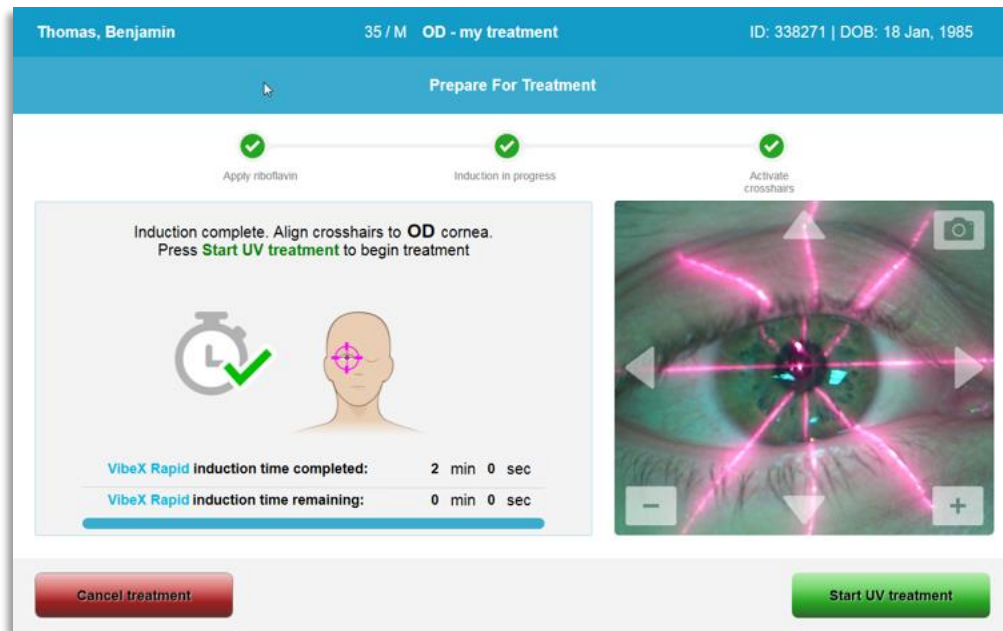 Thomas, Benjamin 35 / M OD - my treatment ID: 338271 | DOB: 18 Jan, 1985
Prepare For Treatment
Apply riboflavin
Induction in progress
Activate
crosshairs
Induction complete. Align crosshairs to OD cornea.
Press Start UV treatment to begin treatment
VibeX Rapid induction time completed: 2 min 0 sec
VibeX Rapid induction time remaining: 0 min 0 sec
Cancel treatment
Start UV treatment